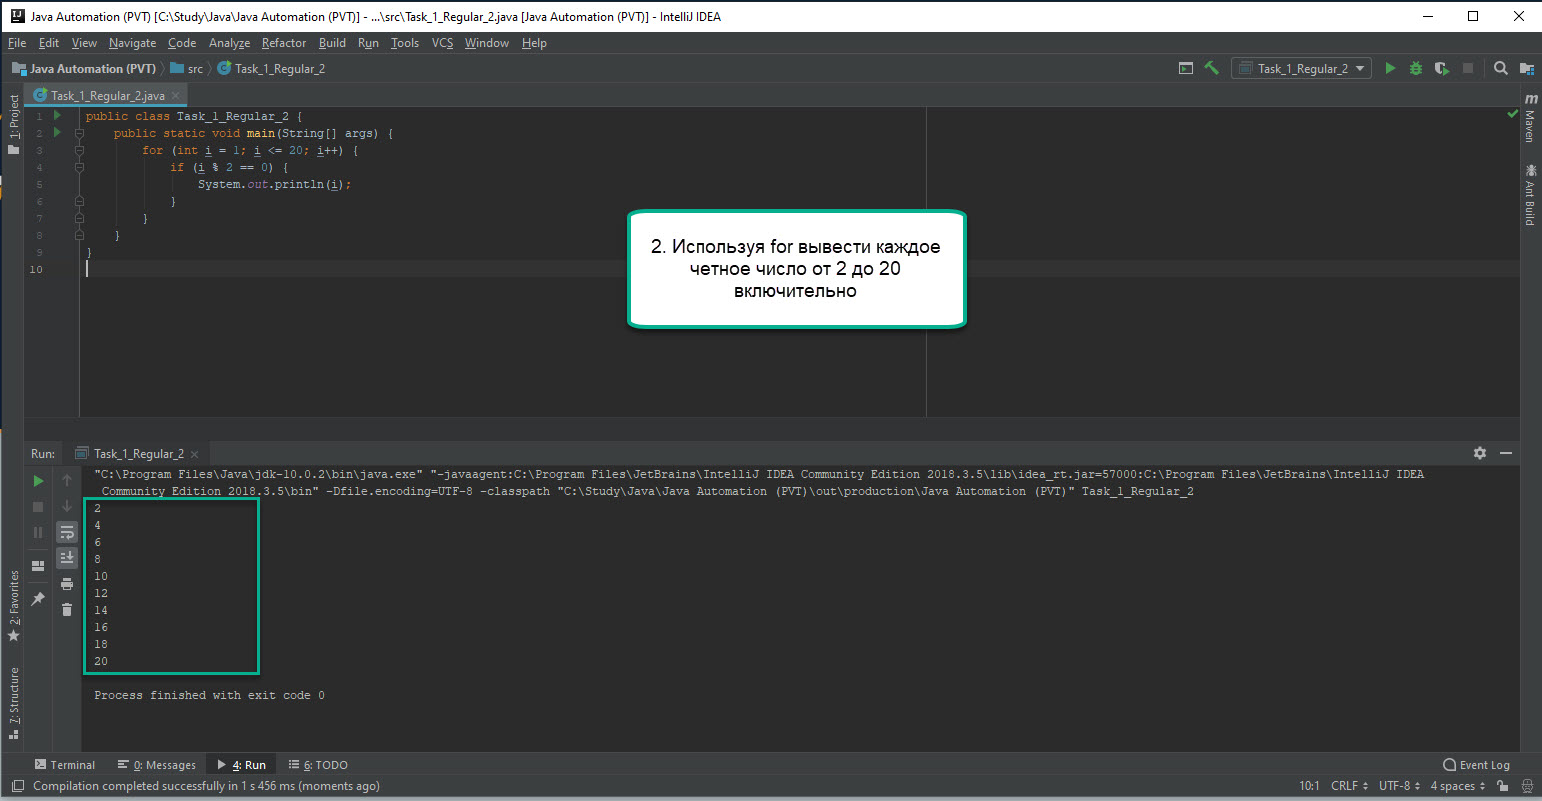 Java Automation (PVT) [C:\Study\Java\Java Automation (PVT)] - ...\src\Task_1_Regular_2.java [Java Automation (PVT)] - IntelliJ IDEA
File Edit View Navigate Code Analyze Refactor Build Run Tools VCS Window Help
Java Automation (PVT) src Task_1_Regular_2 Task_1_Regular_2
1: Project
Task_1_Regular_2.java
Maven
Ant Build
1 public class Task_1_Regular_2 {
2 public static void main(String[] args) {
3 for (int i = 1; i <= 20; i++) {
4 if (i % 2 == 0) {
5 System.out.println(i);
6 }
7 }
8 }
9 }
10
2. Используя for вывести каждое
четное число от 2 до 20
включительно
Run: Task_1_Regular_2
"C:\Program Files\Java\jdk-10.0.2\bin\java.exe" "-javaagent:C:\Program Files\JetBrains\IntelliJ IDEA Community Edition 2018.3.5\lib\idea_rt.jar=57000:C:\Program Files\JetBrains\IntelliJ IDEA
Community Edition 2018.3.5\bin" -Dfile.encoding=UTF-8 -classpath "C:\Study\Java\Java Automation (PVT)\out\production\Java Automation (PVT)" Task_1_Regular_2
2
4
6
8
10
12
14
16
18
20
Process finished with exit code 0
2: Favorites
7: Structure
Terminal 0: Messages 4: Run 6: TODO Event Log
Compilation completed successfully in 1 s 456 ms (moments ago) 10:1 CRLF UTF-8 4 spaces